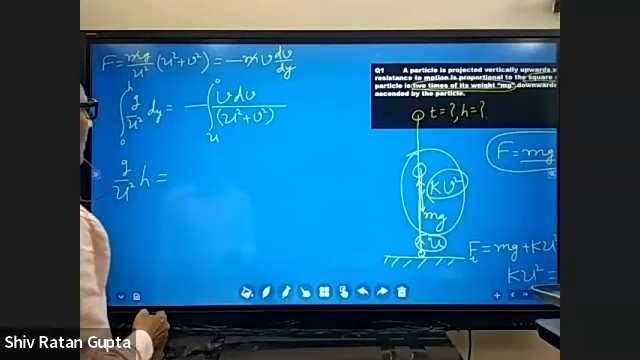 F = mg/u² (u² + v²) = -mv dv/dy
∫₀ʰ g/u² dy = -∫ᵤ⁰ v dv/(u² + v²)
g/u² h =
Q1 A particle is projected vertically upwards
resistance to motion is proportional to the square
particle is two times of its weight "mg" downwards
ascended by the particle.
t = ?, h = ?
F = mg
KV²
mg
u
= mg + KU²
KU² =
Shiv Ratan Gupta